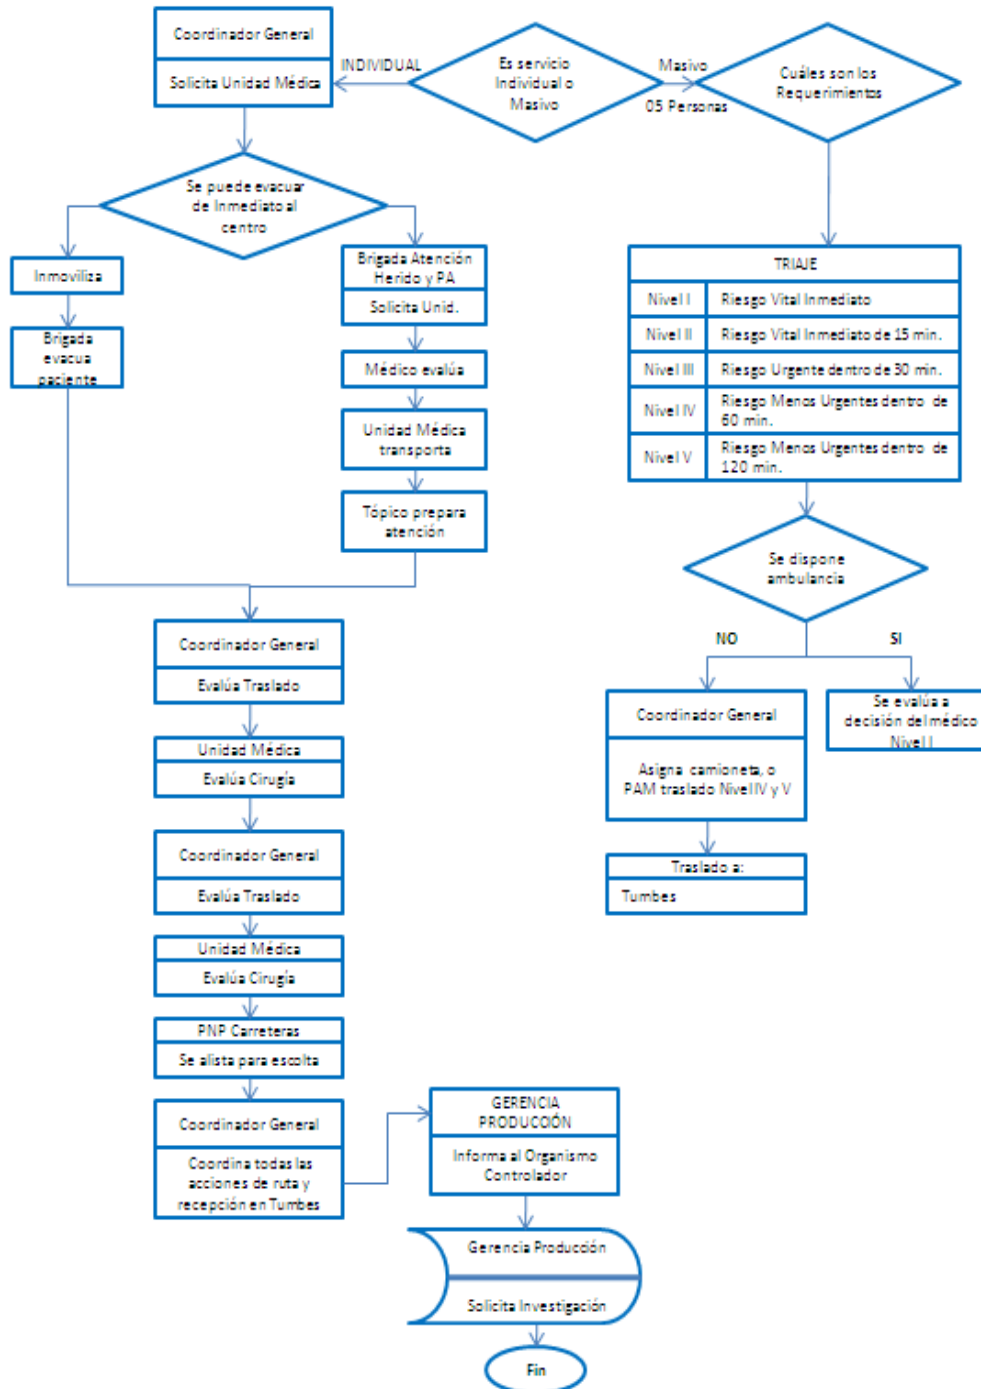 Coordinador General
Solicita Unidad Médica
INDIVIDUAL
Es servicio
Individual o
Masivo
Masivo
05 Personas
Cuáles son los
Requerimientos
Se puede evacuar
de Inmediato al
centro
Inmoviliza
Brigada
evacua
paciente
Brigada Atención
Herido y PA
Solicita Unid.
Médico evalúa
Unidad Médica
transporta
Tópico prepara
atención
TRIAJE
Nivel I
Riesgo Vital Inmediato
Nivel II
Riesgo Vital Inmediato de 15 min.
Nivel III
Riesgo Urgente dentro de 30 min.
Nivel IV
Riesgo Menos Urgentes dentro de
60 min.
Nivel V
Riesgo Menos Urgentes dentro de
120 min.
Se dispone
ambulancia
NO
SI
Coordinador General
Asigna camioneta, o
PAM traslado Nivel IV y V
Se evalúa a
decisión del médico
Nivel I
Traslado a:
Tumbes
Coordinador General
Evalúa Traslado
Unidad Médica
Evalúa Cirugía
Coordinador General
Evalúa Traslado
Unidad Médica
Evalúa Cirugía
PNP Carreteras
Se alista para escolta
Coordinador General
Coordina todas las
acciones de ruta y
recepción en Tumbes
GERENCIA
PRODUCCIÓN
Informa al Organismo
Controlador
Gerencia Producción
Solicita Investigación
Fin